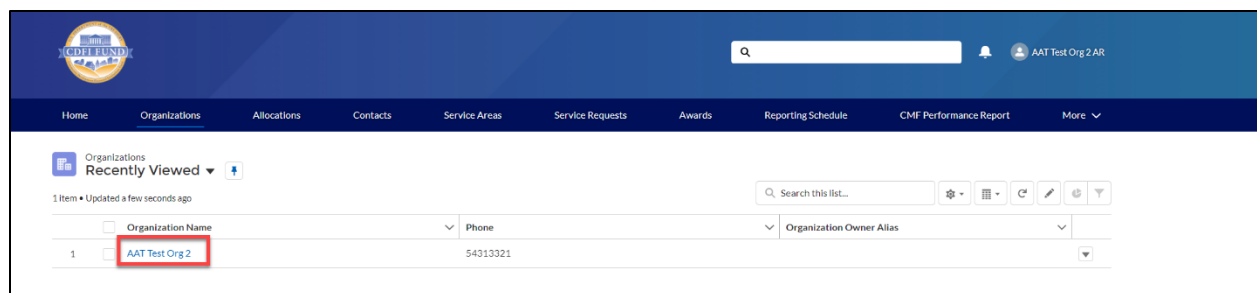 CDFI FUND
AAT Test Org 2 AR
Home Organizations Allocations Contacts Service Areas Service Requests Awards Reporting Schedule CMF Performance Report More
Organizations
Recently Viewed
1 item • Updated a few seconds ago
Search this list...
Organization Name Phone Organization Owner Alias
1 AAT Test Org 2 54313321